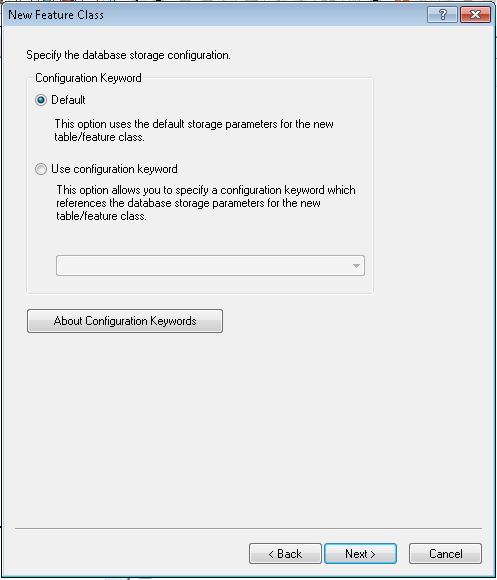 New Feature Class
?
Specify the database storage configuration.
Configuration Keyword
Default
This option uses the default storage parameters for the new
table/feature class.
Use configuration keyword
This option allows you to specify a configuration keyword which
references the database storage parameters for the new
table/feature class.
About Configuration Keywords
< Back
Next >
Cancel